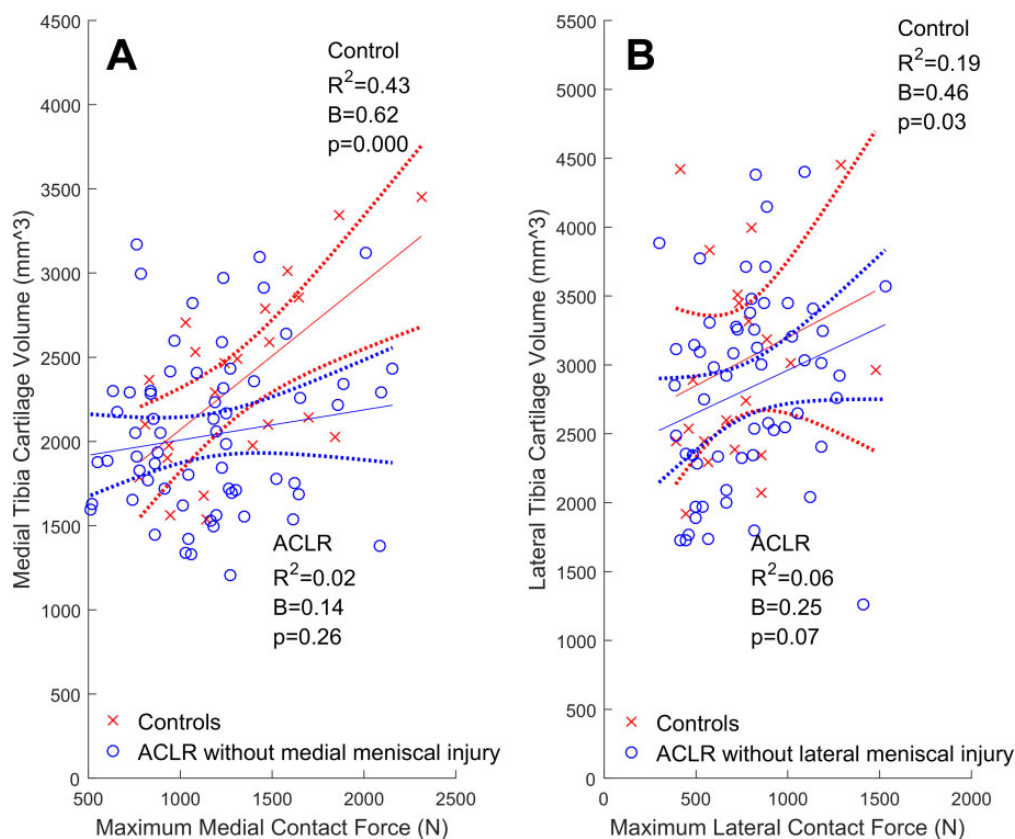 A
Control
R²=0.43
B=0.62
p=0.000
4500
4000
3500
3000
2500
2000
1500
1000
500
0
Medial Tibia Cartilage Volume (mm^3)
ACLR
R²=0.02
B=0.14
p=0.26
Controls
ACLR without medial meniscal injury
500 1000 1500 2000 2500
Maximum Medial Contact Force (N)
B
Control
R²=0.19
B=0.46
p=0.03
5500
5000
4500
4000
3500
3000
2500
2000
1500
1000
500
0
Lateral Tibia Cartilage Volume (mm^3)
ACLR
R²=0.06
B=0.25
p=0.07
Controls
ACLR without lateral meniscal injury
0 500 1000 1500 2000
Maximum Lateral Contact Force (N)